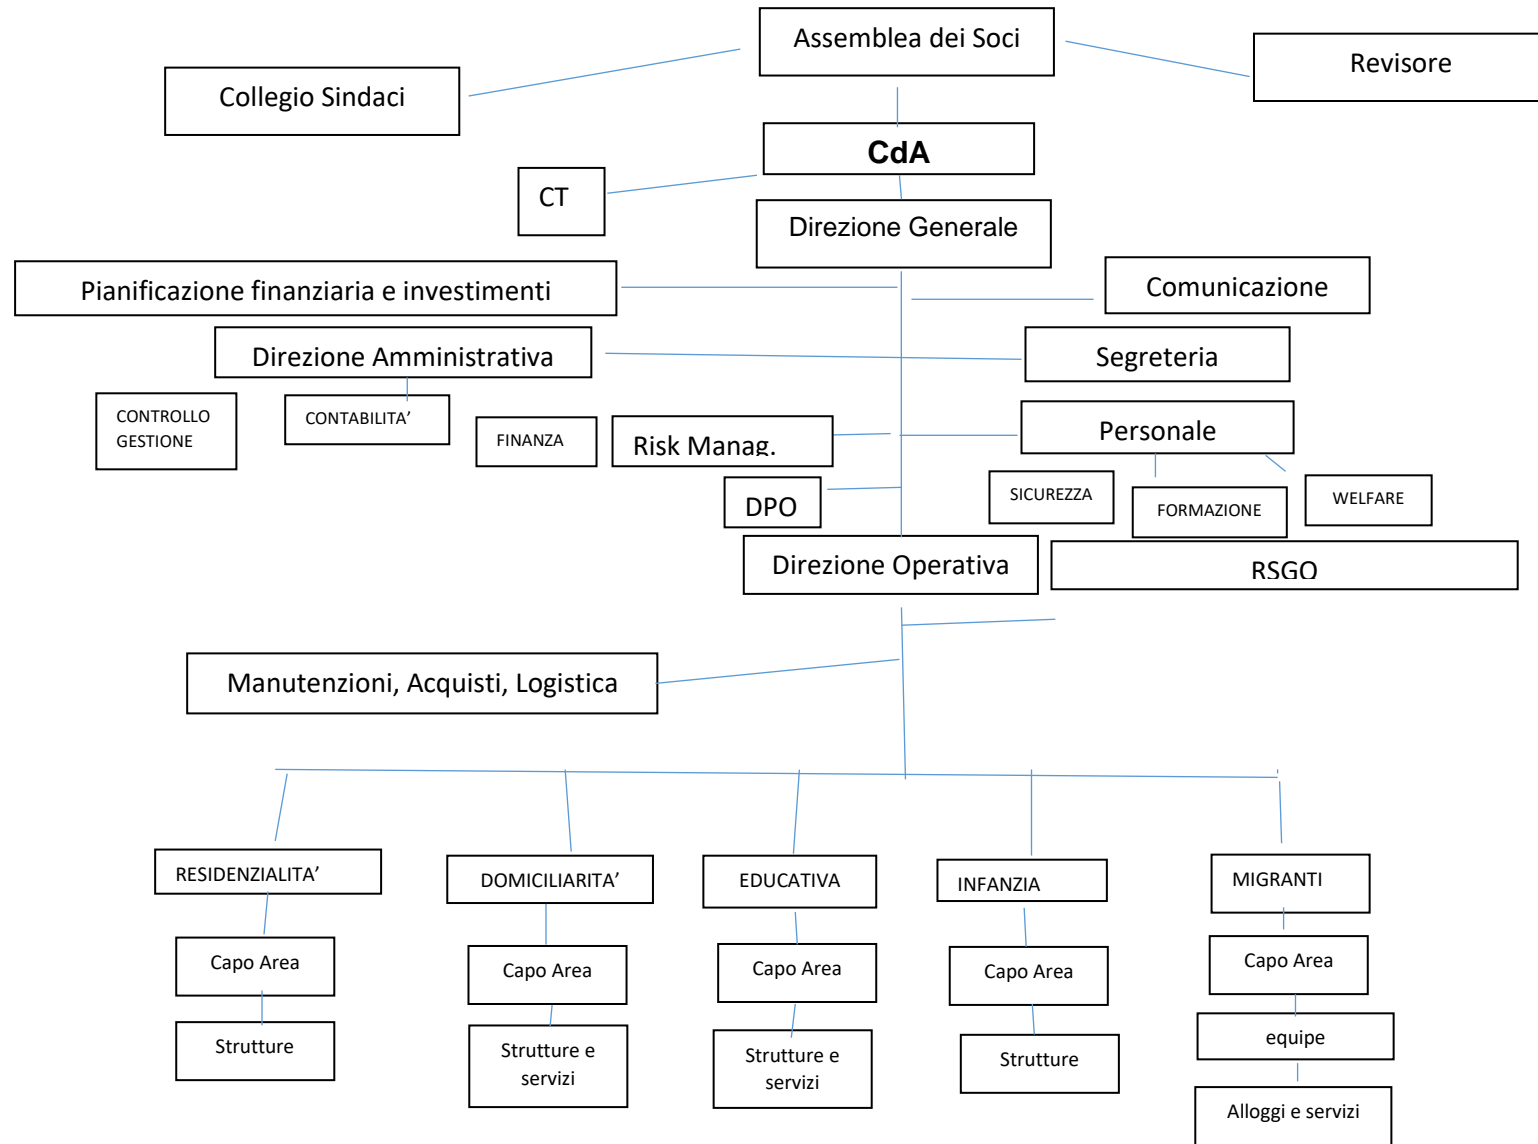 Assemblea dei Soci
Revisore
Collegio Sindaci
CdA
CT
Direzione Generale
Pianificazione finanziaria e investimenti
Comunicazione
Direzione Amministrativa
Segreteria
CONTROLLO
GESTIONE
CONTABILITA’
FINANZA
Risk Manag.
Personale
DPO
SICUREZZA
FORMAZIONE
WELFARE
Direzione Operativa
RSGQ
Manutenzioni, Acquisti, Logistica
RESIDENZIALITA’
DOMICILIARITA’
EDUCATIVA
INFANZIA
MIGRANTI
Capo Area
Capo Area
Capo Area
Capo Area
Capo Area
Strutture
Strutture e
servizi
Strutture e
servizi
Strutture
equipe
Alloggi e servizi